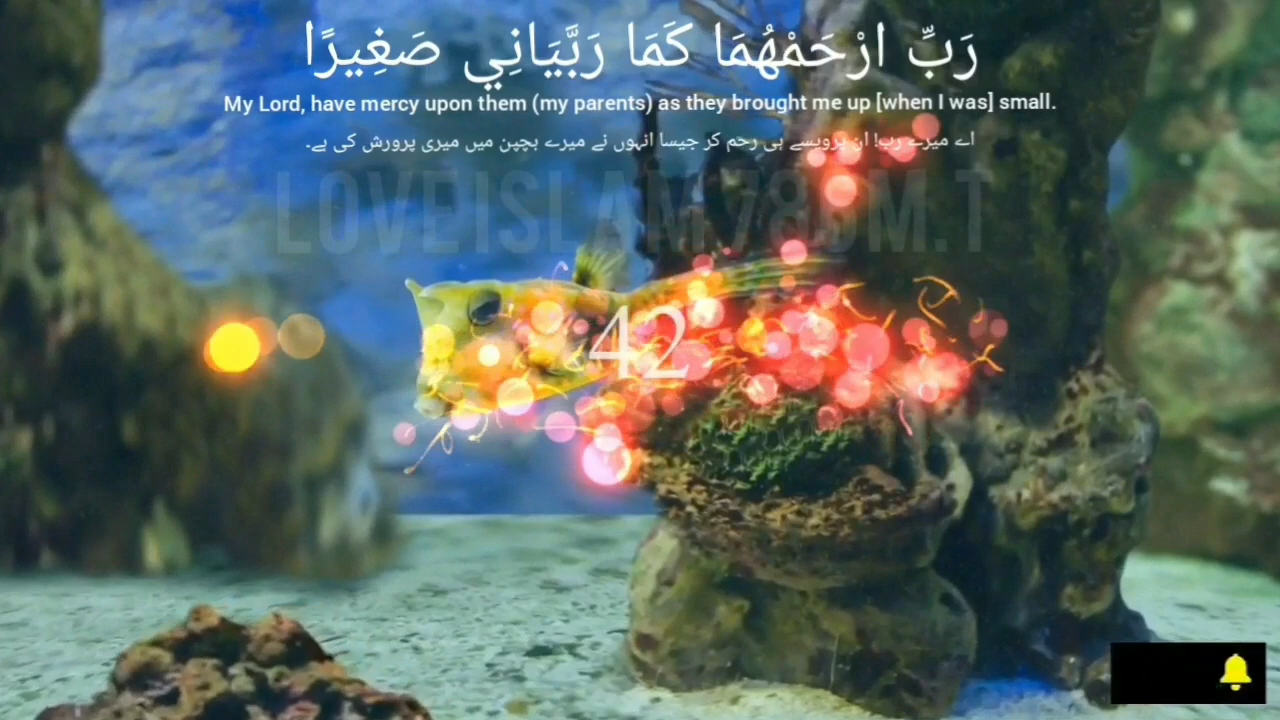 رَبِّ ارْحَمْهُمَا كَمَا رَبَّيَانِي صَغِيرًا
My Lord, have mercy upon them (my parents) as they brought me up [when I was] small.
اے میرے رب! ان پرویسے ہی رحم کر جیسا انہوں نے میرے بچپن میں میری پرورش کی ہے۔
LOVEISLAM786M.T
42